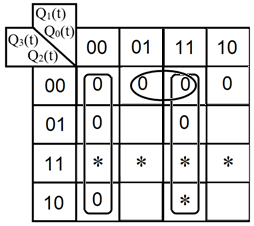 Q1(t)
Q0(t)
Q3(t)
Q2(t)
00 01 11 10
00 0 0 0 0
01 0 0
11 * * * *
10 0 *